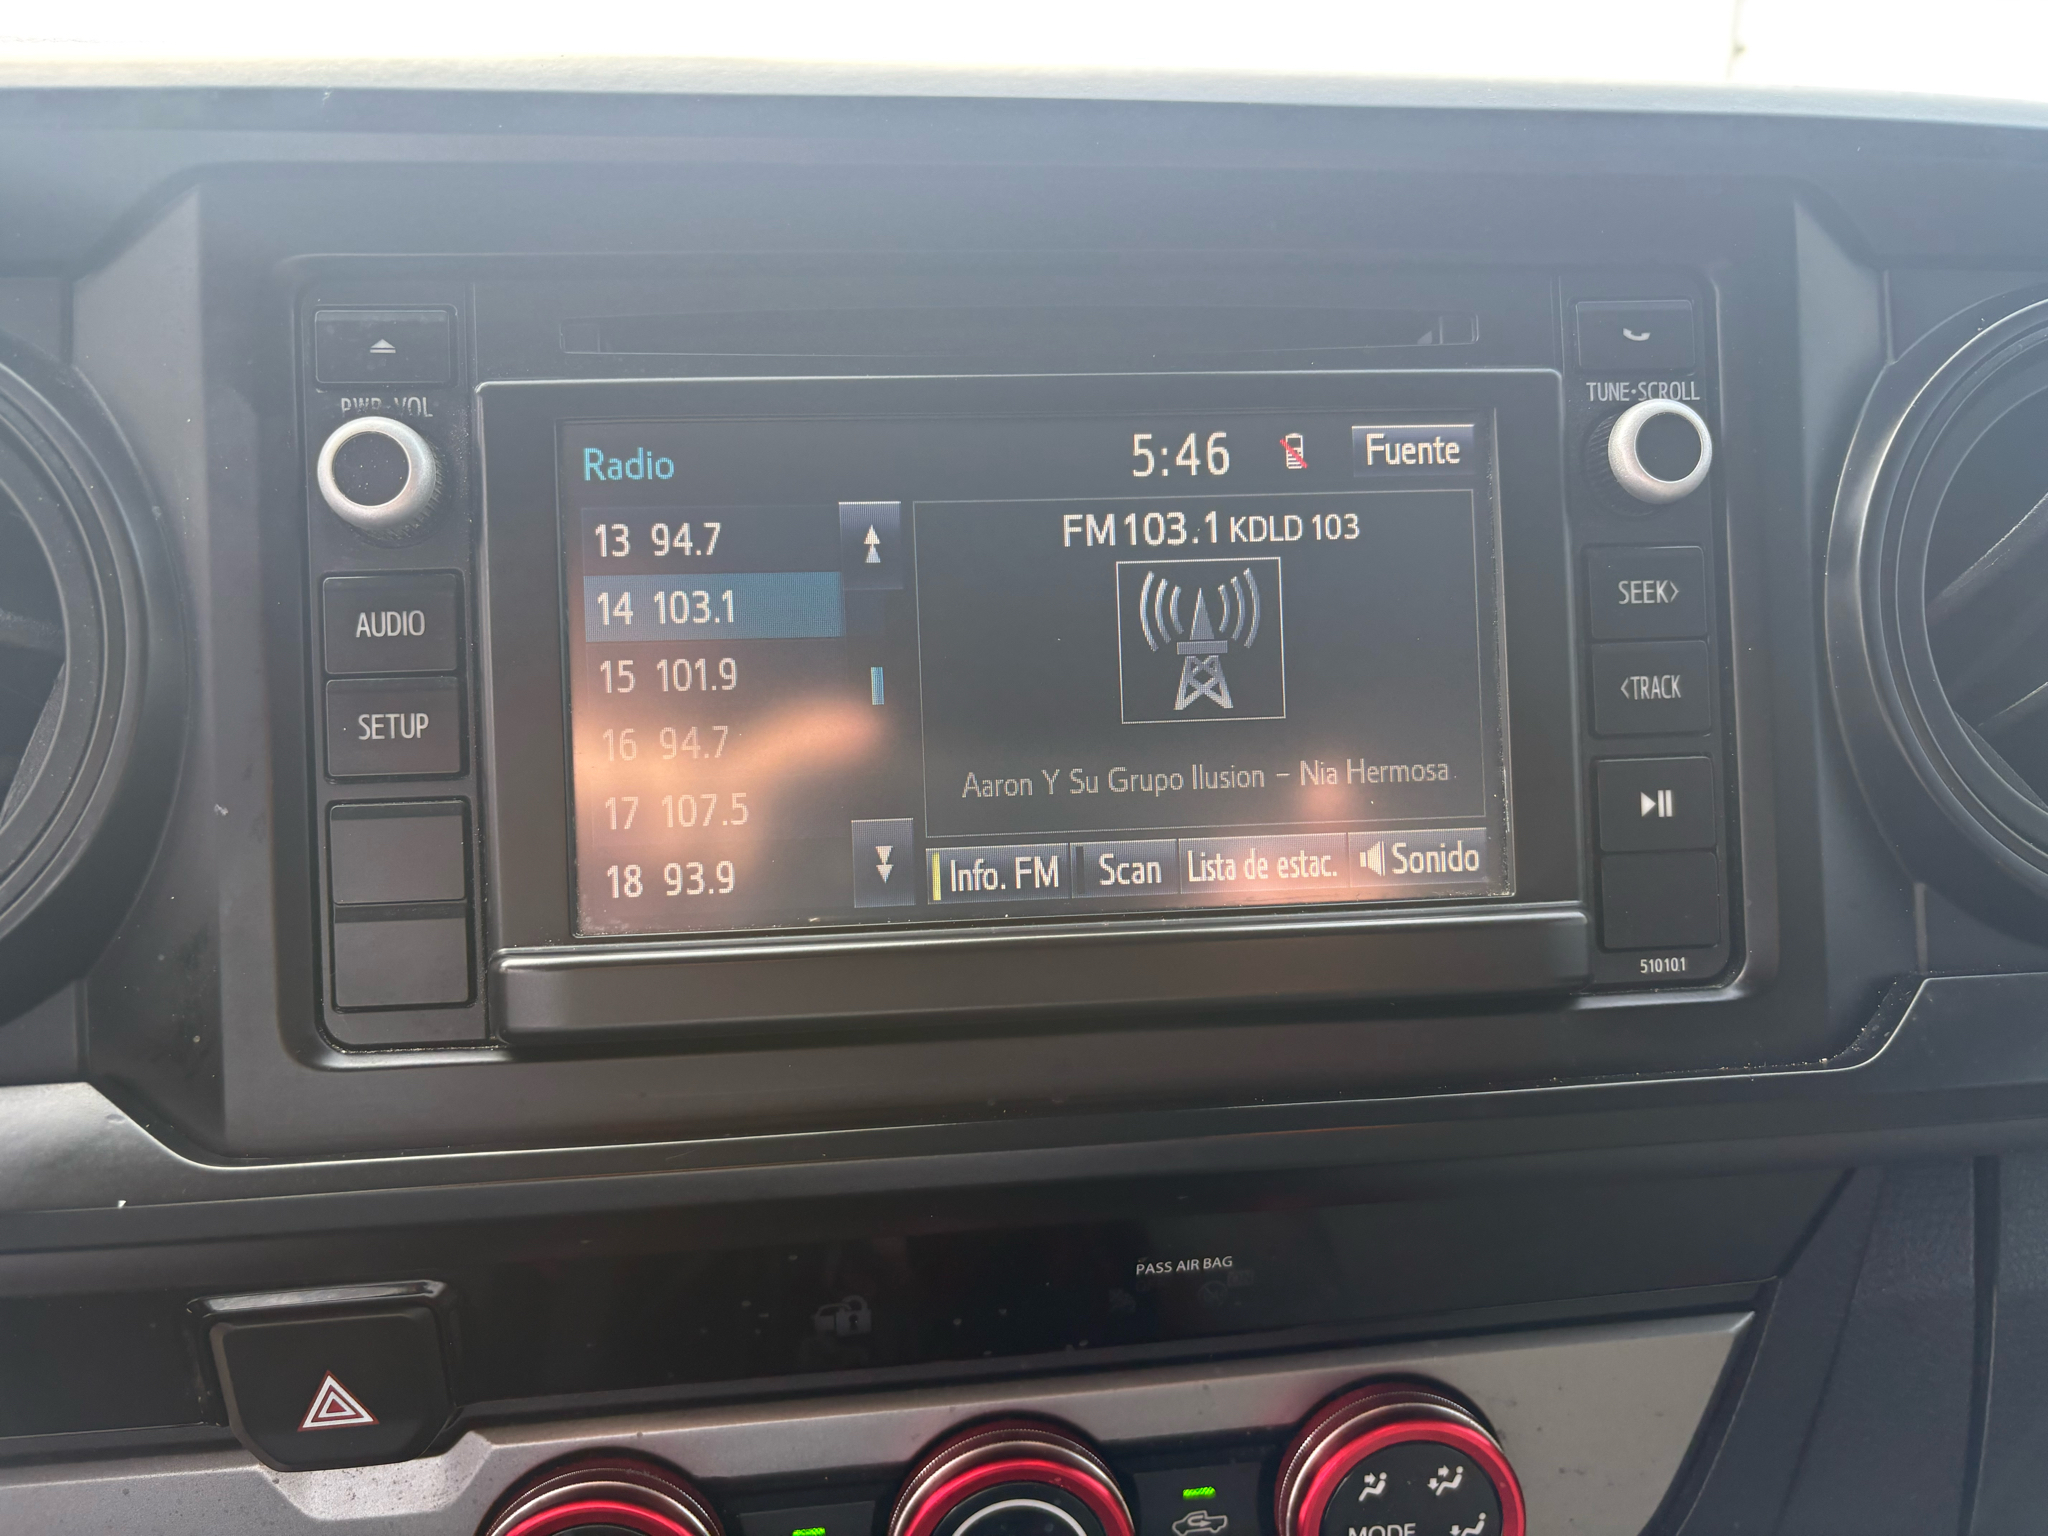 PWR•VOL
TUNE•SCROLL
Radio
5:46
Fuente
13 94.7
14 103.1
15 101.9
16 94.7
17 107.5
18 93.9
FM 103.1 KDLD 103
Aaron Y Su Grupo Ilusion - Nia Hermosa
Info. FM
Scan
Lista de estac.
Sonido
AUDIO
SETUP
SEEK>
<TRACK
510101
PASS AIR BAG
MODE